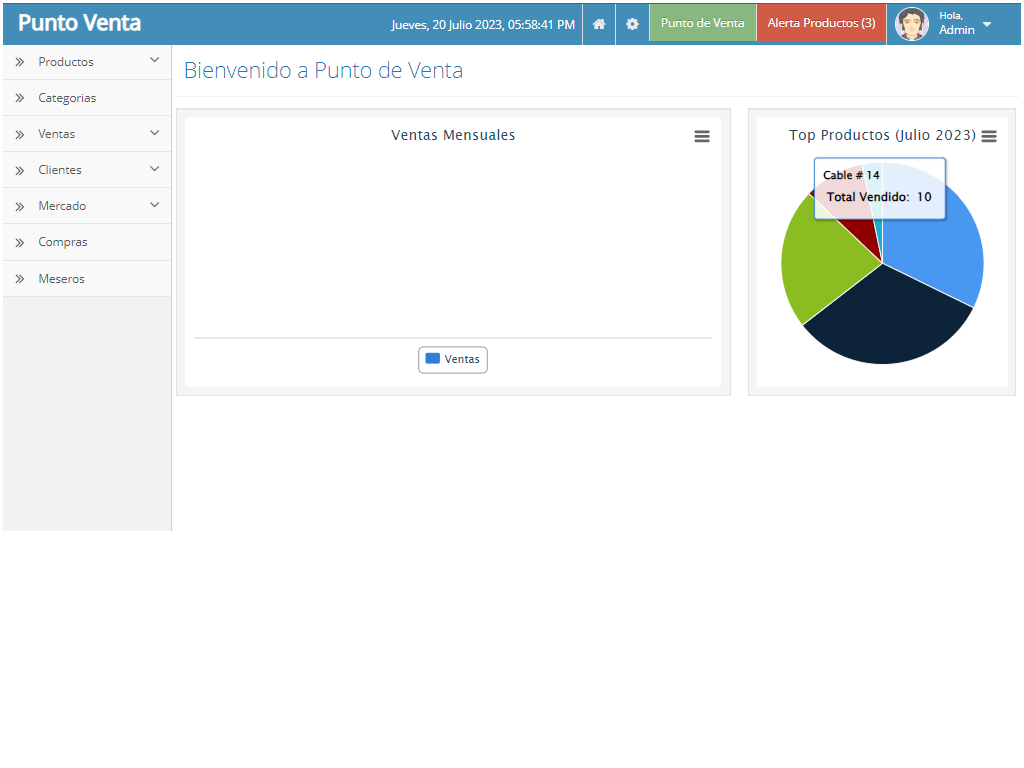 Punto Venta
Jueves, 20 Julio 2023, 05:58:41 PM
Punto de Venta
Alerta Productos (3)
Hola,
Admin
Productos
Categorias
Ventas
Clientes
Mercado
Compras
Meseros
Bienvenido a Punto de Venta
Ventas Mensuales
Ventas
Top Productos (Julio 2023)
Cable # 14
Total Vendido: 10